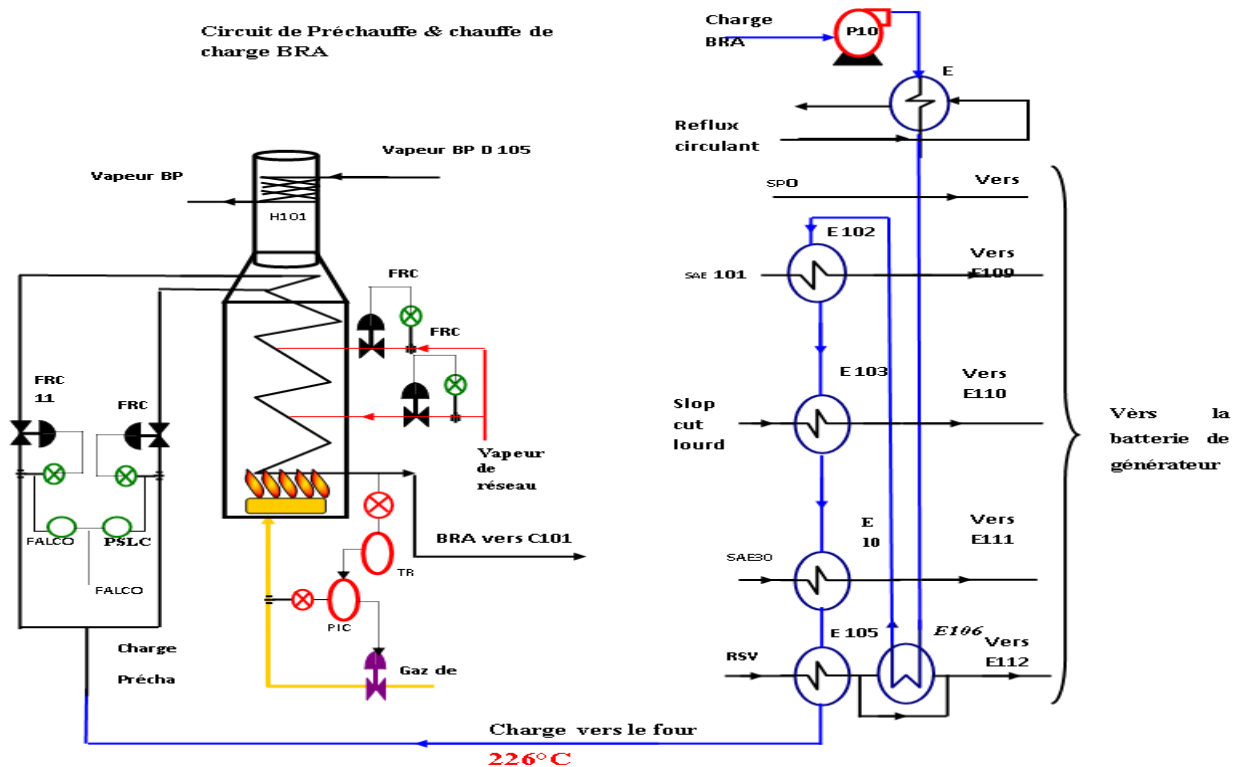 Circuit de Préchauffe & chauffe de
charge BRA
Charge
BRA
P10
E
Reflux
circulant
Vapeur BP D 105
Vapeur BP
H101
SPO
Vers
E 102
SAE 101
Vers
E109
FRC
FRC
E 103
Vers
E110
FRC
11
FRC
Slop
cut
lourd
Vèrs la
batterie de
générateur
Vapeur
de
réseau
E
10
Vers
E111
FALCO
PSLC
BRA vers C101
SAE30
TR
FALCO
PIC
E 105
E106
Vers
E112
RSV
Charge
Précha
Gaz de
Charge vers le four
226°C